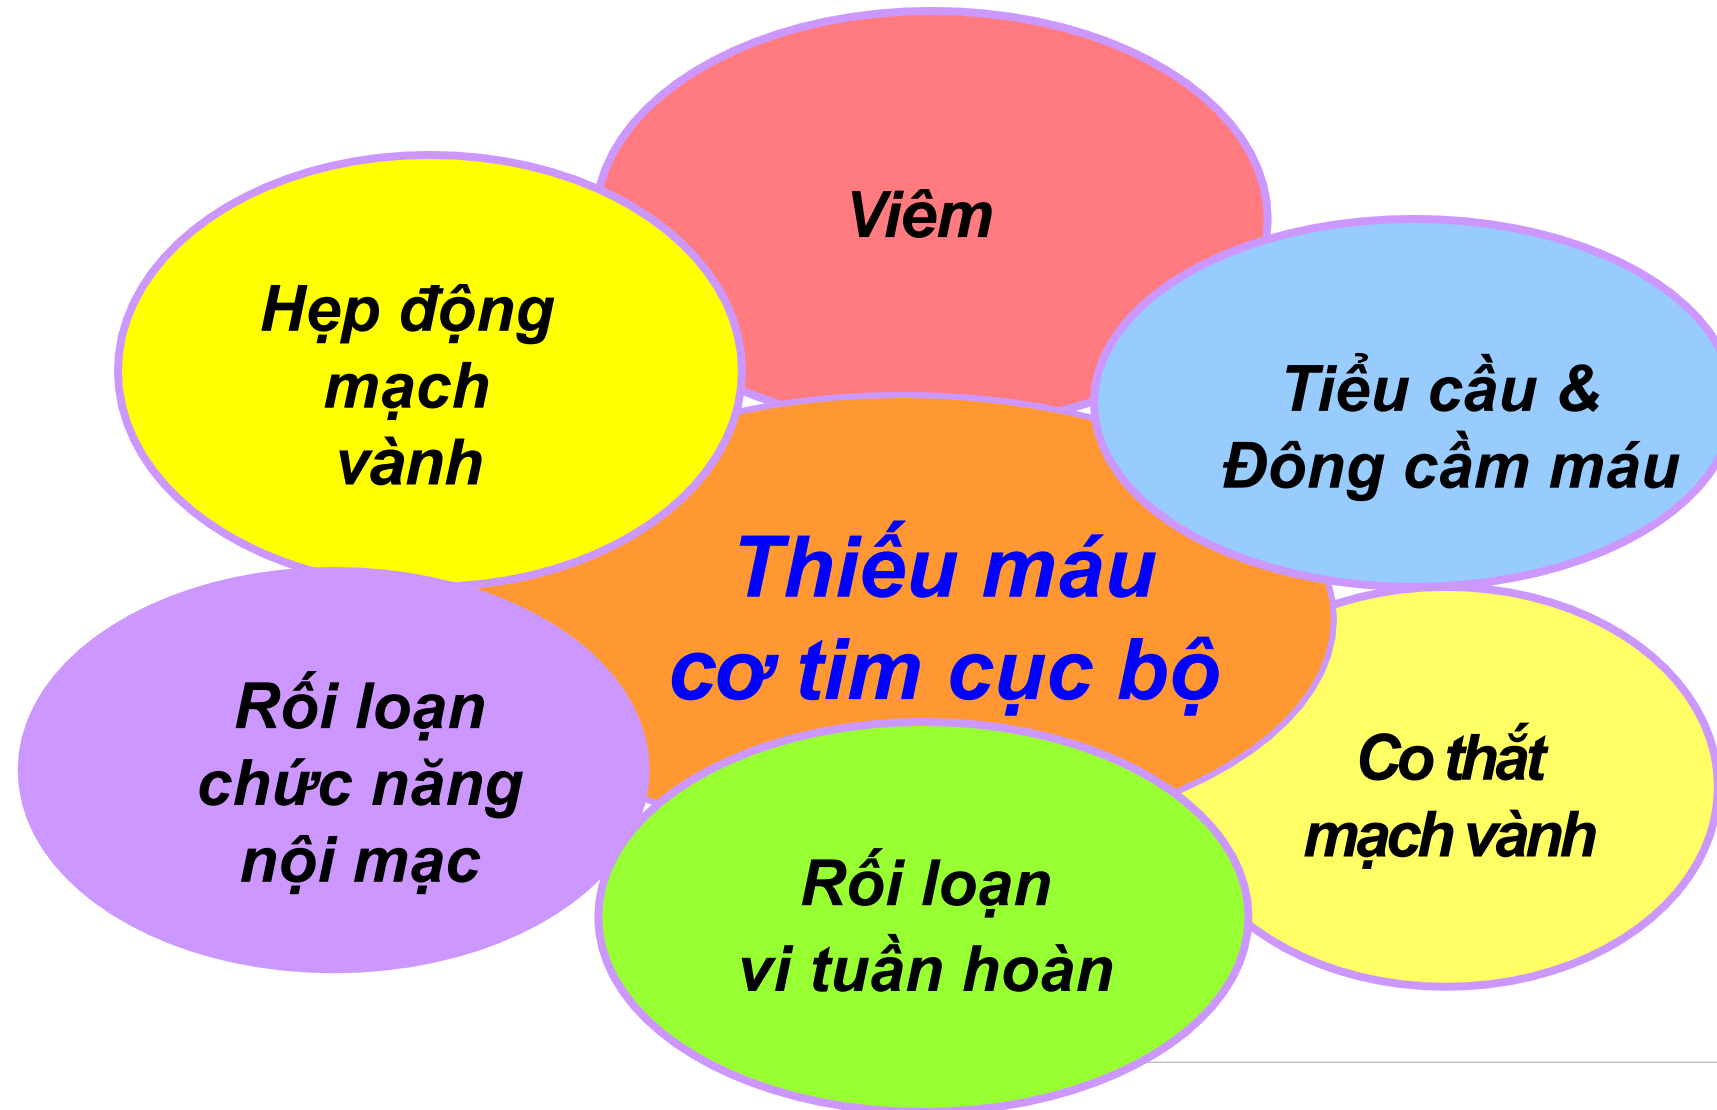 Viêm
Hẹp động
mạch
vành
Tiểu cầu &
Đông cầm máu
Thiếu máu
cơ tim cục bộ
Rối loạn
chức năng
nội mạc
Co thắt
mạch vành
Rối loạn
vi tuần hoàn